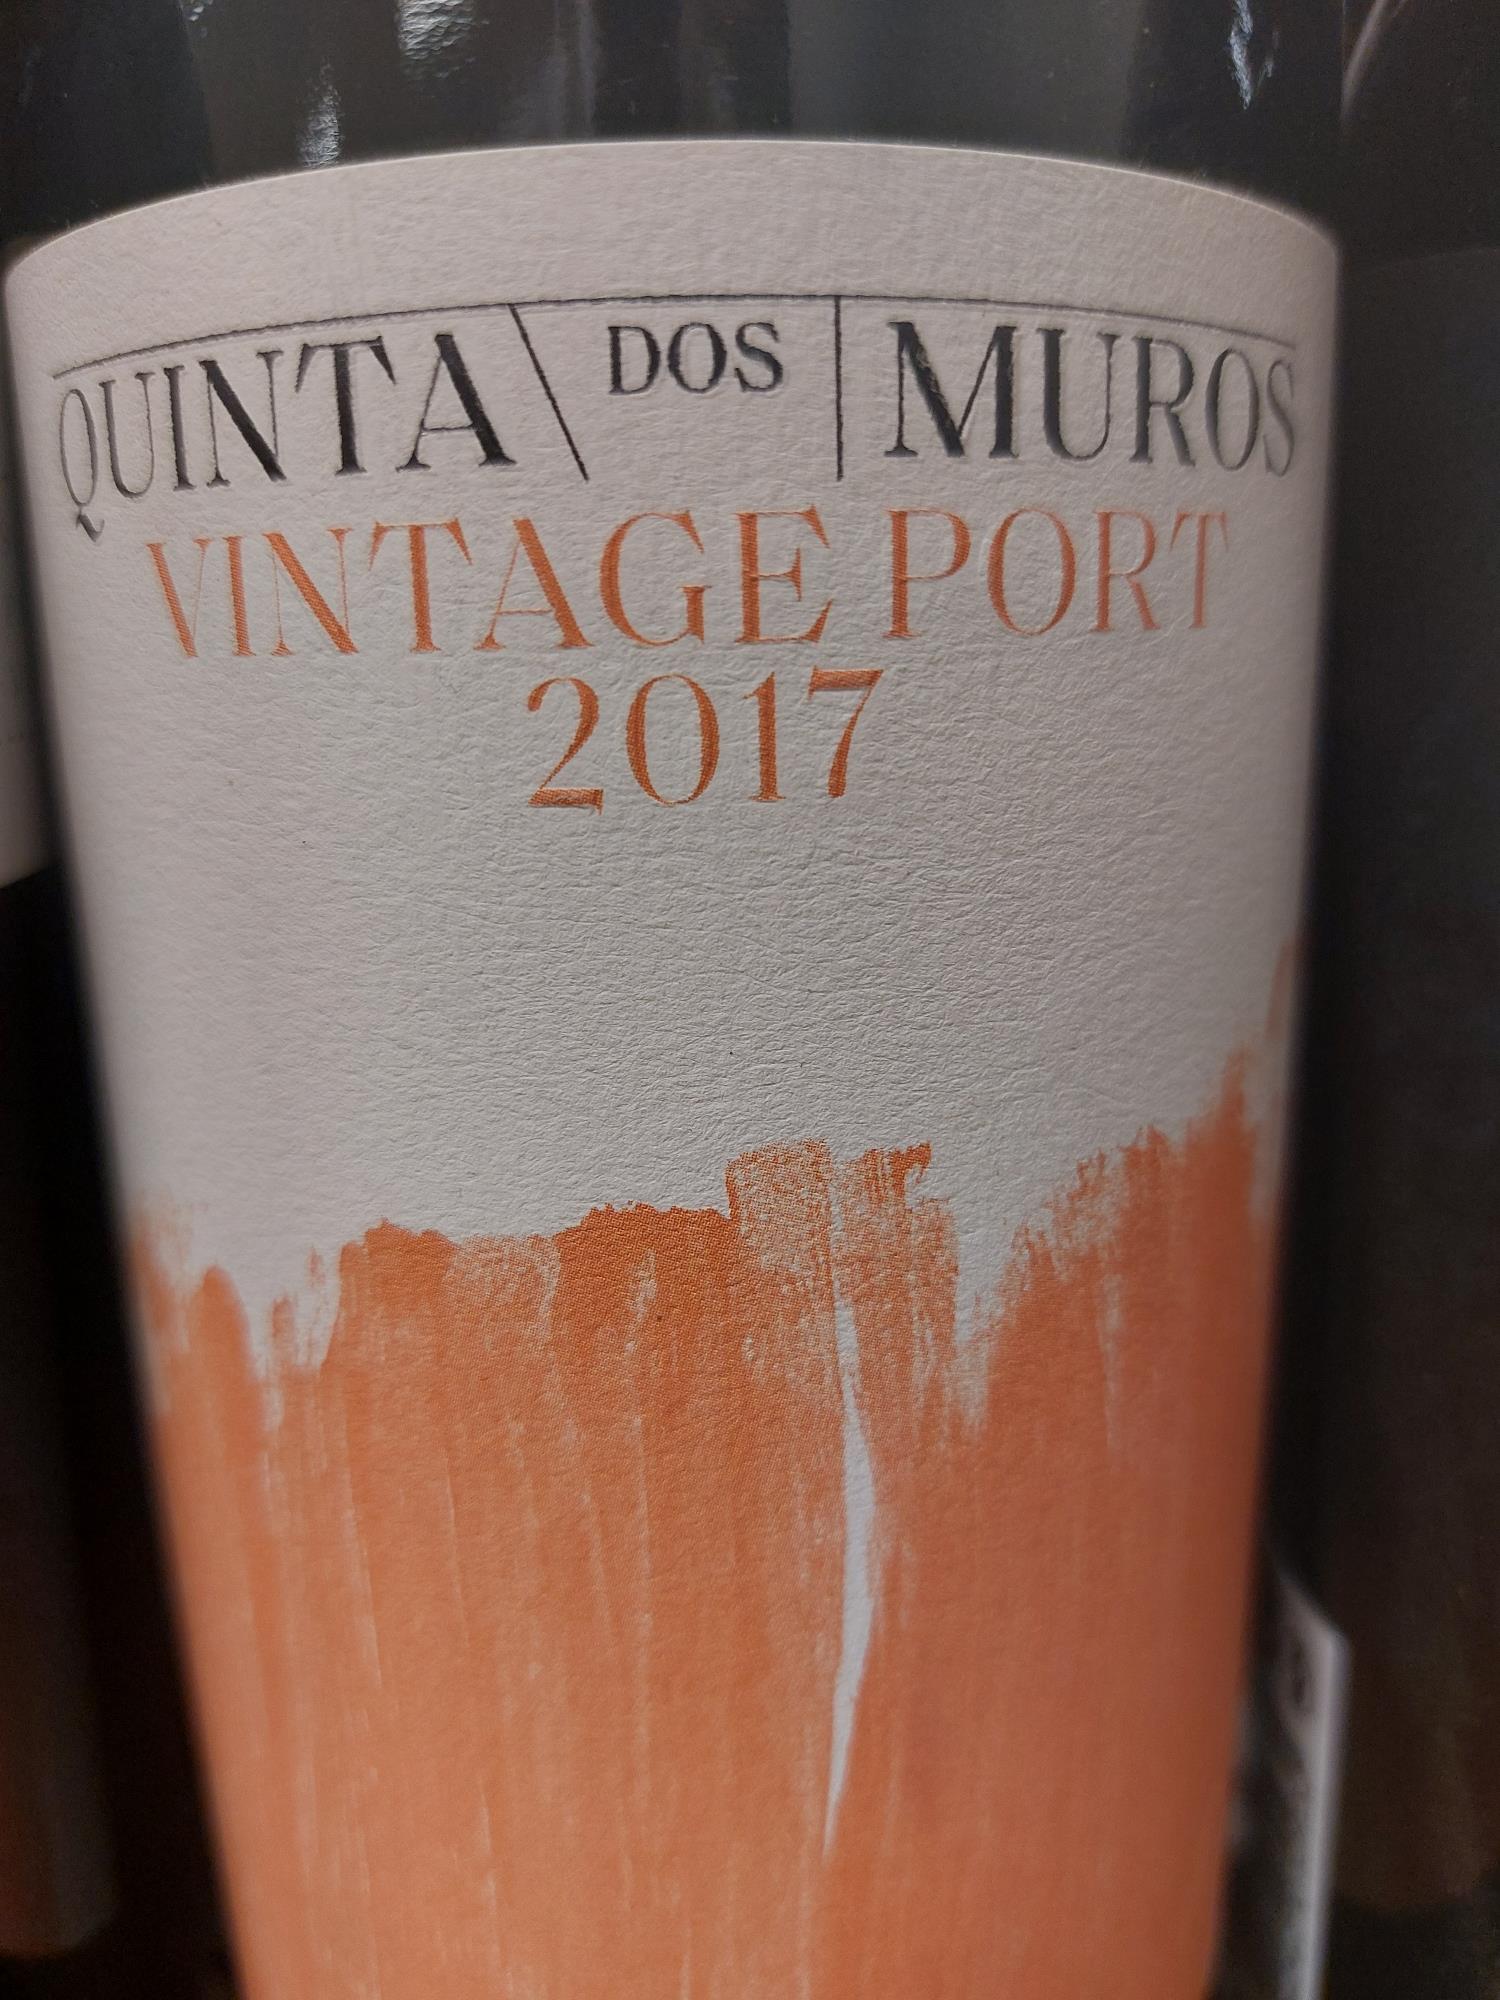 QUINTA DOS MUROS
VINTAGE PORT
2017